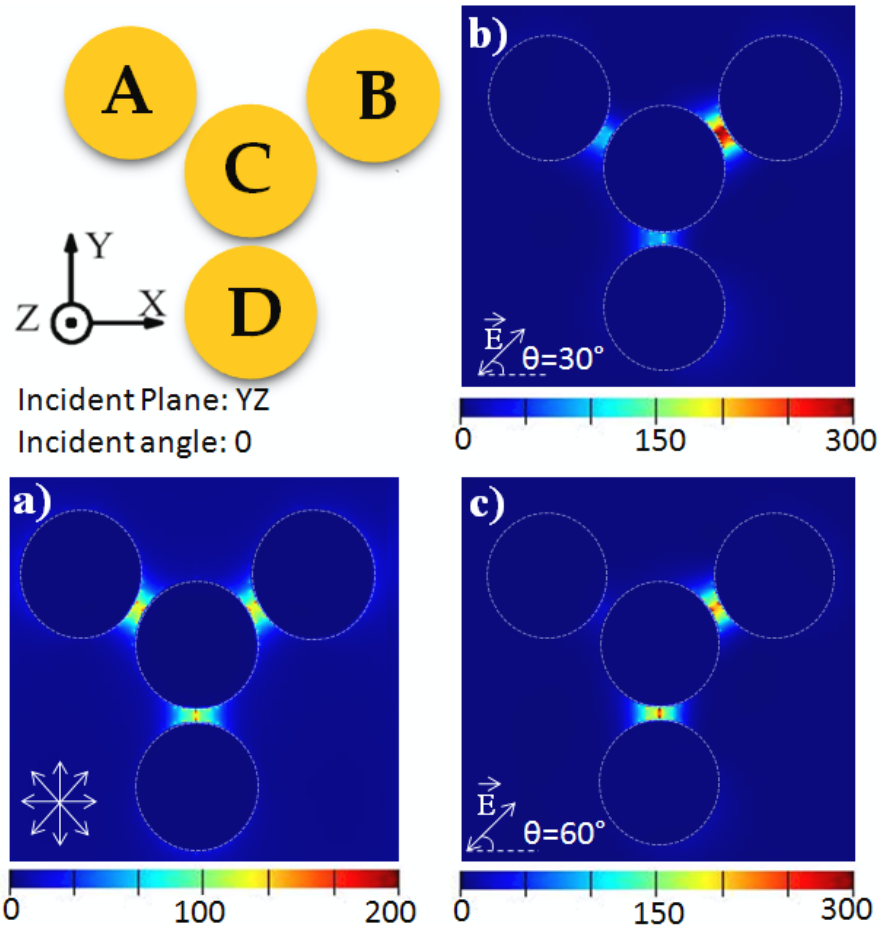 A
B
C
D
Y
Z
X
Incident Plane: YZ
Incident angle: 0
b)
E
θ=30°
0 150 300
a)
0 100 200
c)
E
θ=60°
0 150 300